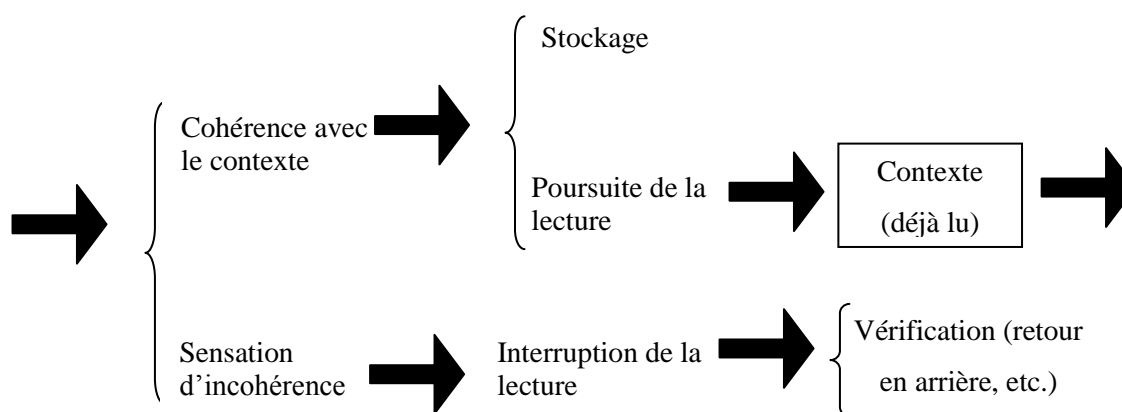 Stockage
Cohérence avec
le contexte
Poursuite de la
lecture
Contexte
(déjà lu)
Sensation
d’incohérence
Interruption de la
lecture
Vérification (retour
en arrière, etc.)